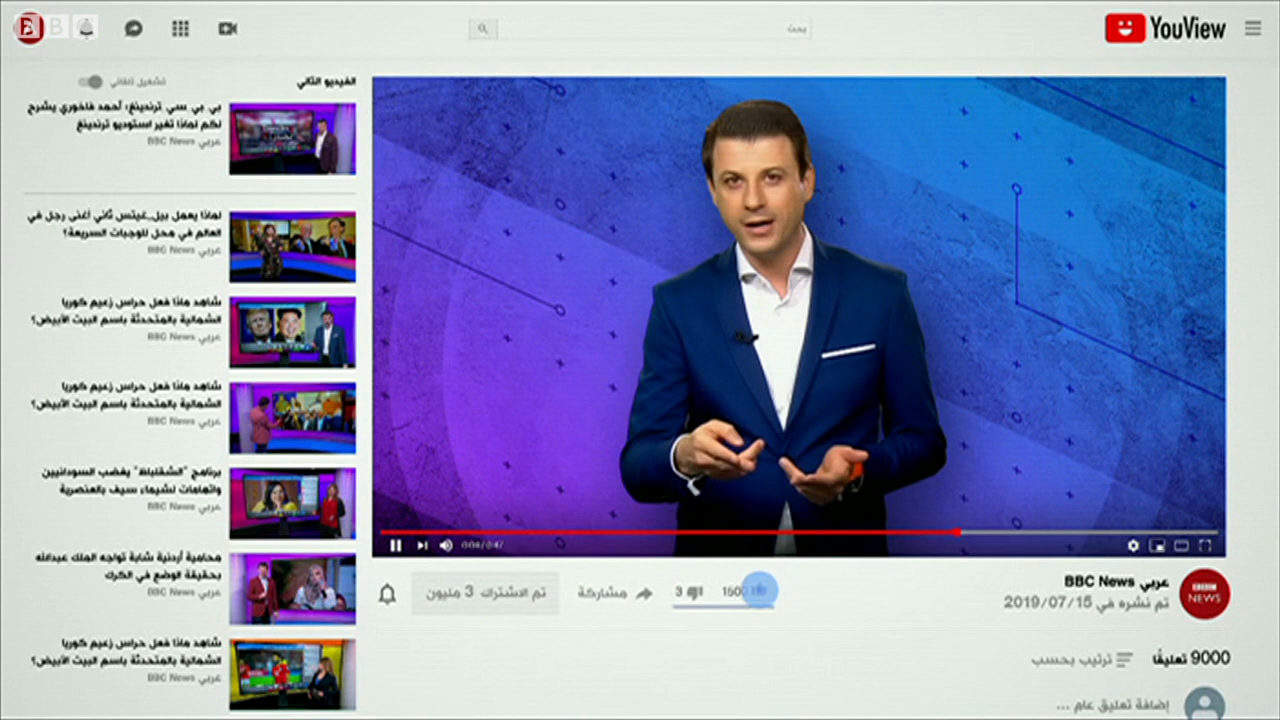 BBC
بحث
YouView
تشغيل تلقائي
الفيديو التالي
بي بي سي ترندينغ: أحمد فاخوري يشرح
لكم لماذا تغير استوديو ترندينغ
عربي BBC News
لماذا يعمل بيل_غيتس ثاني أغنى رجل في
العالم في محل للوجبات السريعة؟
عربي BBC News
شاهد ماذا فعل حراس زعيم كوريا
الشمالية بالمتحدثة باسم البيت الأبيض؟
عربي BBC News
شاهد ماذا فعل حراس زعيم كوريا
الشمالية بالمتحدثة باسم البيت الأبيض؟
عربي BBC News
برنامج "الشقلباظ" يغضب السودانيين
واتهامات لشيماء سيف بالعنصرية
عربي BBC News
محامية أردنية شابة تواجه الملك عبدالله
بحقيقة الوضع في الكرك
عربي BBC News
شاهد ماذا فعل حراس زعيم كوريا
الشمالية بالمتحدثة باسم البيت الأبيض؟
عربي BBC News
تم الاشتراك 3 مليون
مشاركة
3
1500
BBC
NEWS
عربي BBC News
تم نشره في 2019/07/15
9000 تعليقًا
ترتيب بحسب
إضافة تعليق عام ...